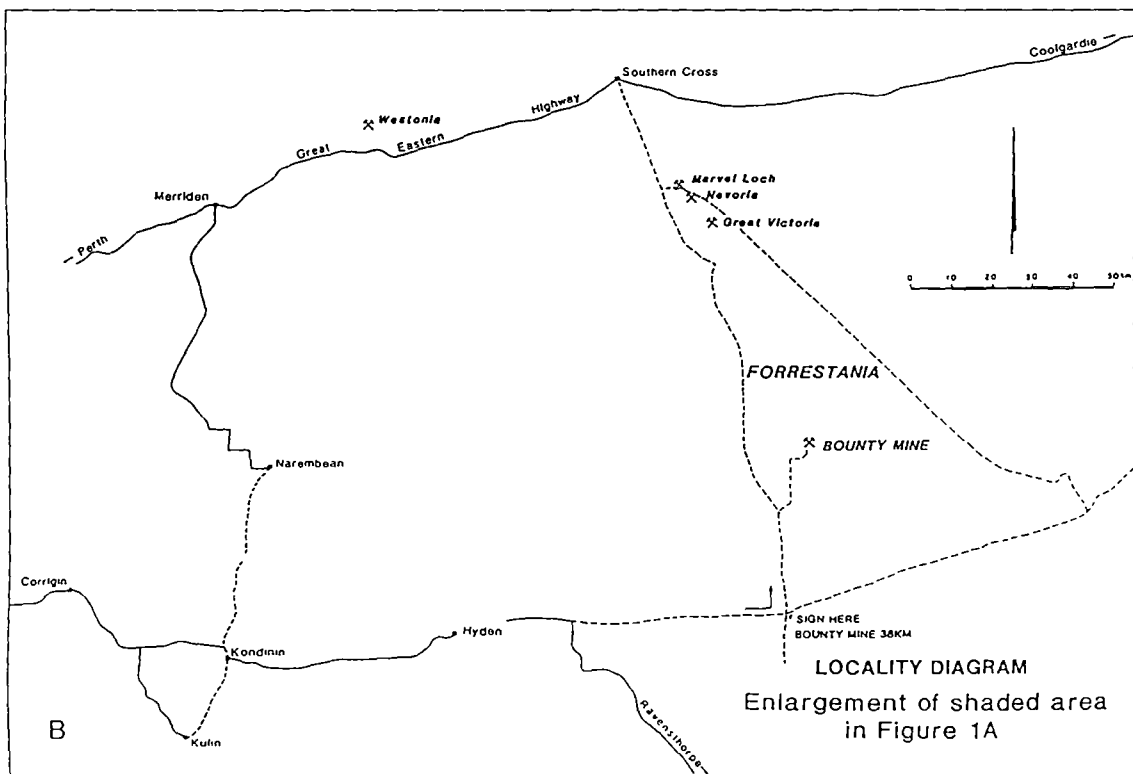 Coolgardie
Southern Cross
Highway
Westonia
Great
Eastern
Marvel Loch
Merriden
Nevoria
Great Victoria
Perth
0 10 20 30 40 50km
FORRESTANIA
BOUNTY MINE
Narembean
Corrigin
SIGN HERE
BOUNTY MINE 38KM
Hyden
Kondinin
LOCALITY DIAGRAM
Enlargement of shaded area
in Figure 1A
Ravensthorpe
B
Kulin